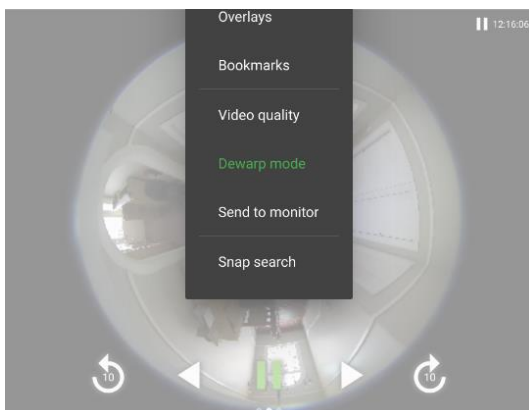 Overlays
12:16:06
Bookmarks
Video quality
Dewarp mode
Send to monitor
Snap search
10
10